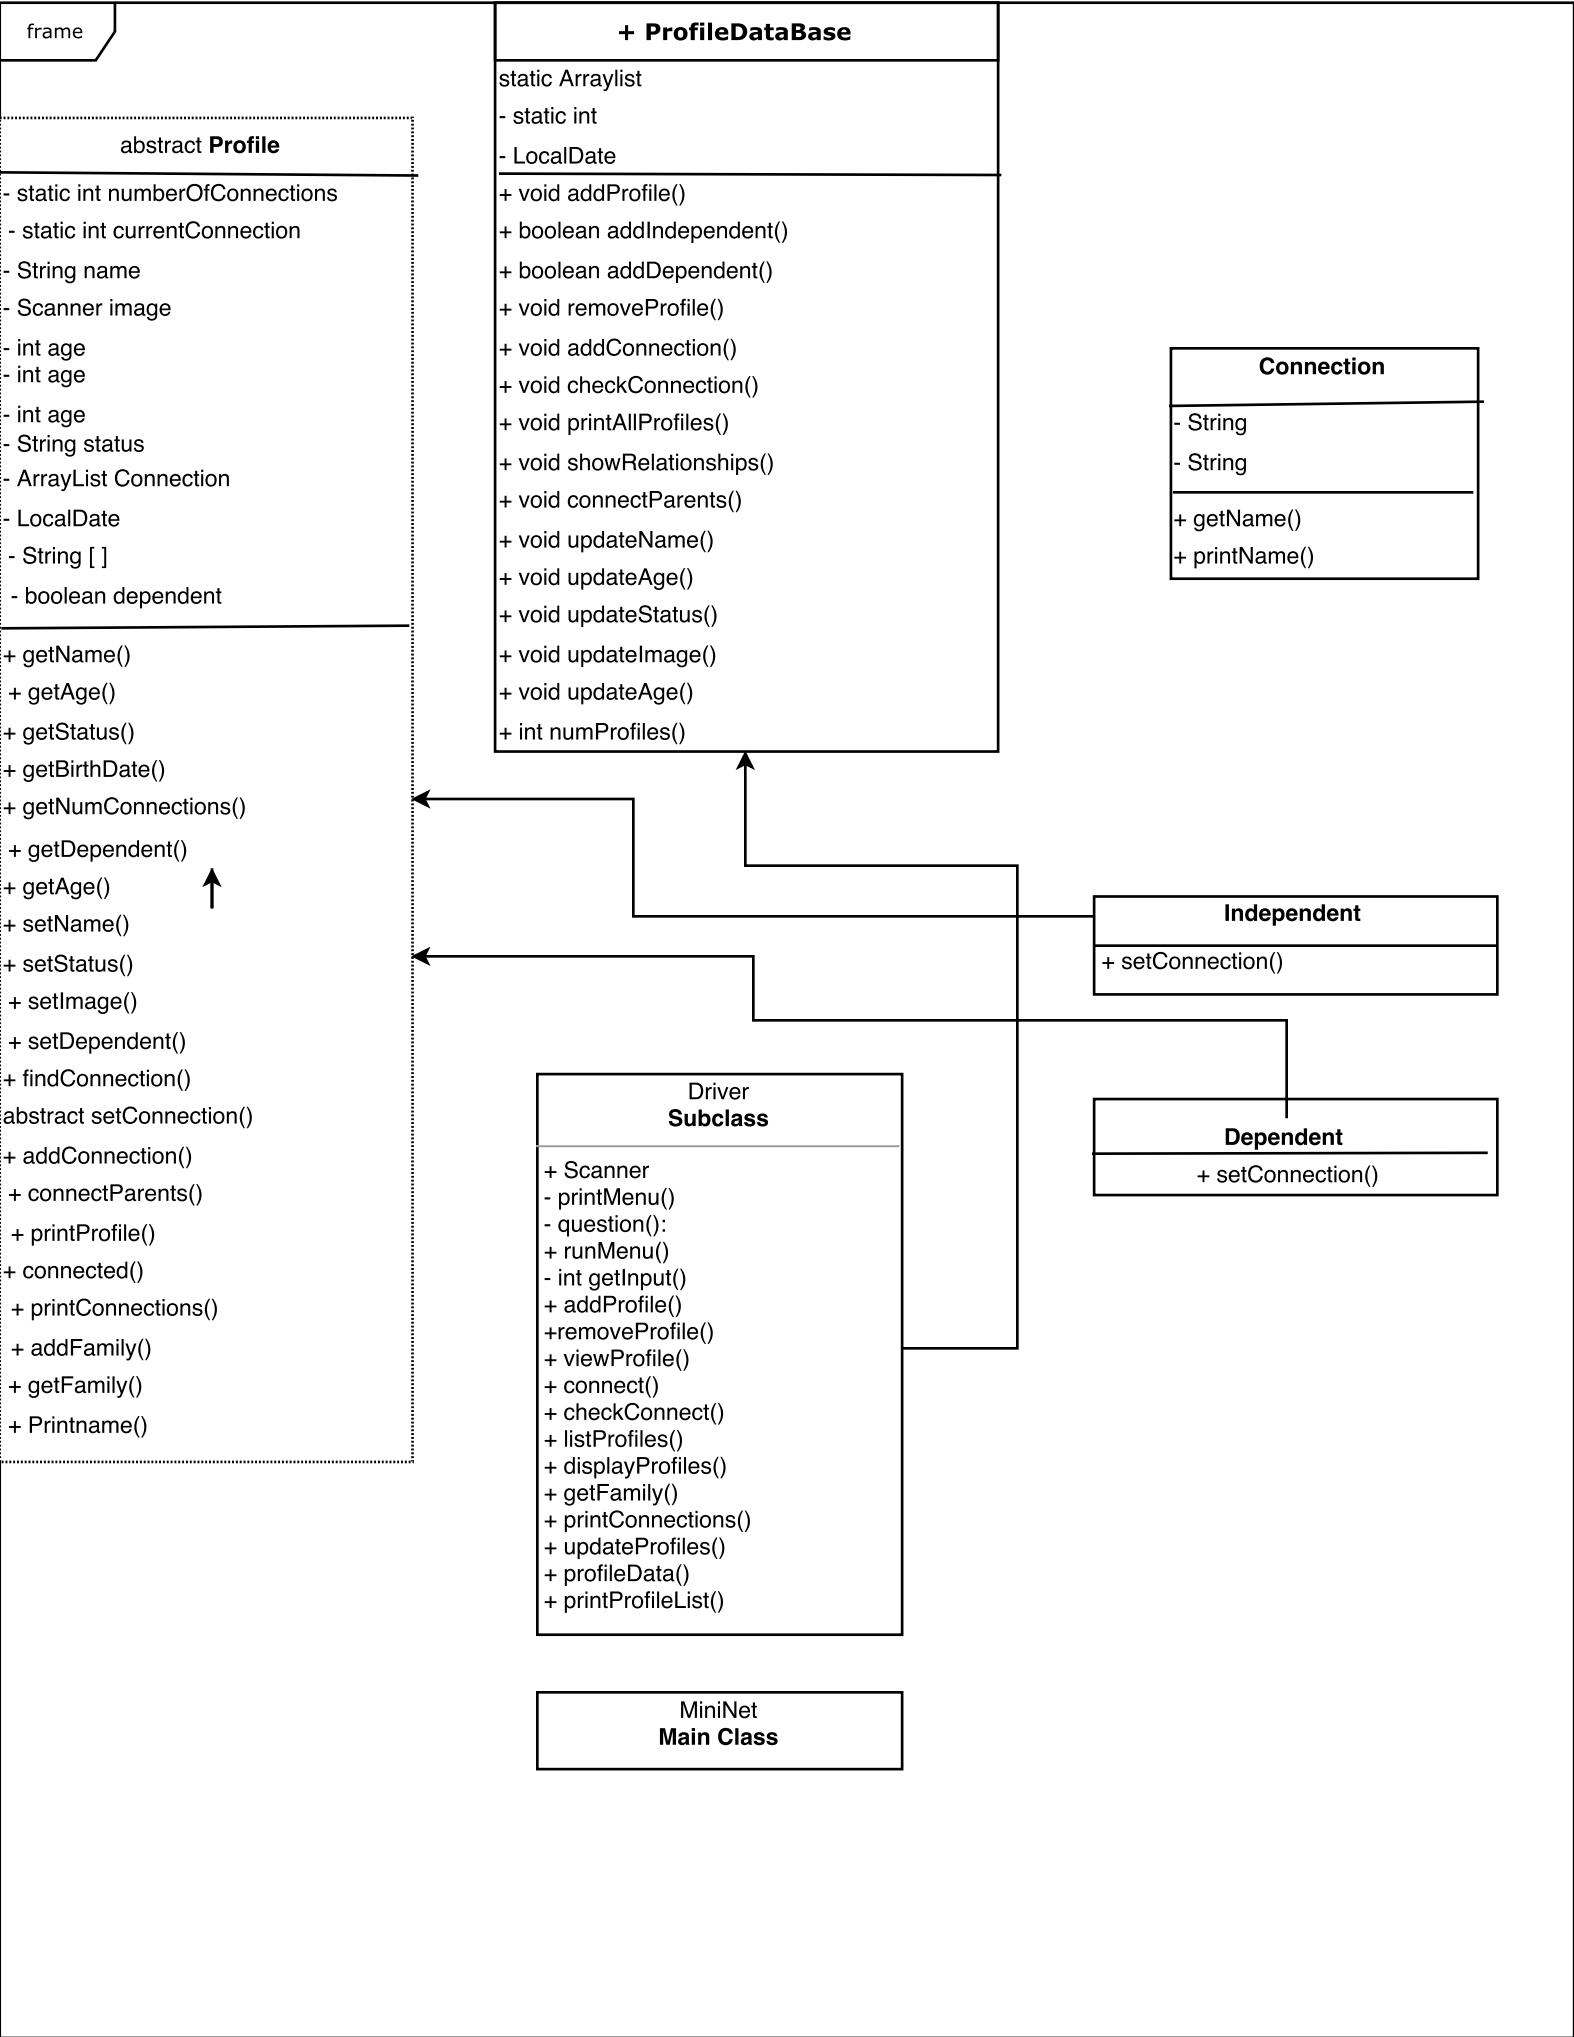 frame
+ ProfileDataBase
static Arraylist
- static int
- LocalDate
+ void addProfile()
+ boolean addIndependent()
+ boolean addDependent()
+ void removeProfile()
+ void addConnection()
+ void checkConnection()
+ void printAllProfiles()
+ void showRelationships()
+ void connectParents()
+ void updateName()
+ void updateAge()
+ void updateStatus()
+ void updateImage()
+ void updateAge()
+ int numProfiles()
abstract Profile
- static int numberOfConnections
- static int currentConnection
- String name
- Scanner image
- int age
- int age
- int age
- String status
- ArrayList Connection
- LocalDate
- String [ ]
- boolean dependent
+ getName()
+ getAge()
+ getStatus()
+ getBirthDate()
+ getNumConnections()
+ getDependent()
+ getAge()
+ setName()
+ setStatus()
+ setImage()
+ setDependent()
+ findConnection()
abstract setConnection()
+ addConnection()
+ connectParents()
+ printProfile()
+ connected()
+ printConnections()
+ addFamily()
+ getFamily()
+ Printname()
Connection
- String
- String
+ getName()
+ printName()
Independent
+ setConnection()
Dependent
+ setConnection()
Driver
Subclass
+ Scanner
- printMenu()
- question():
+ runMenu()
- int getInput()
+ addProfile()
+removeProfile()
+ viewProfile()
+ connect()
+ checkConnect()
+ listProfiles()
+ displayProfiles()
+ getFamily()
+ printConnections()
+ updateProfiles()
+ profileData()
+ printProfileList()
MiniNet
Main Class